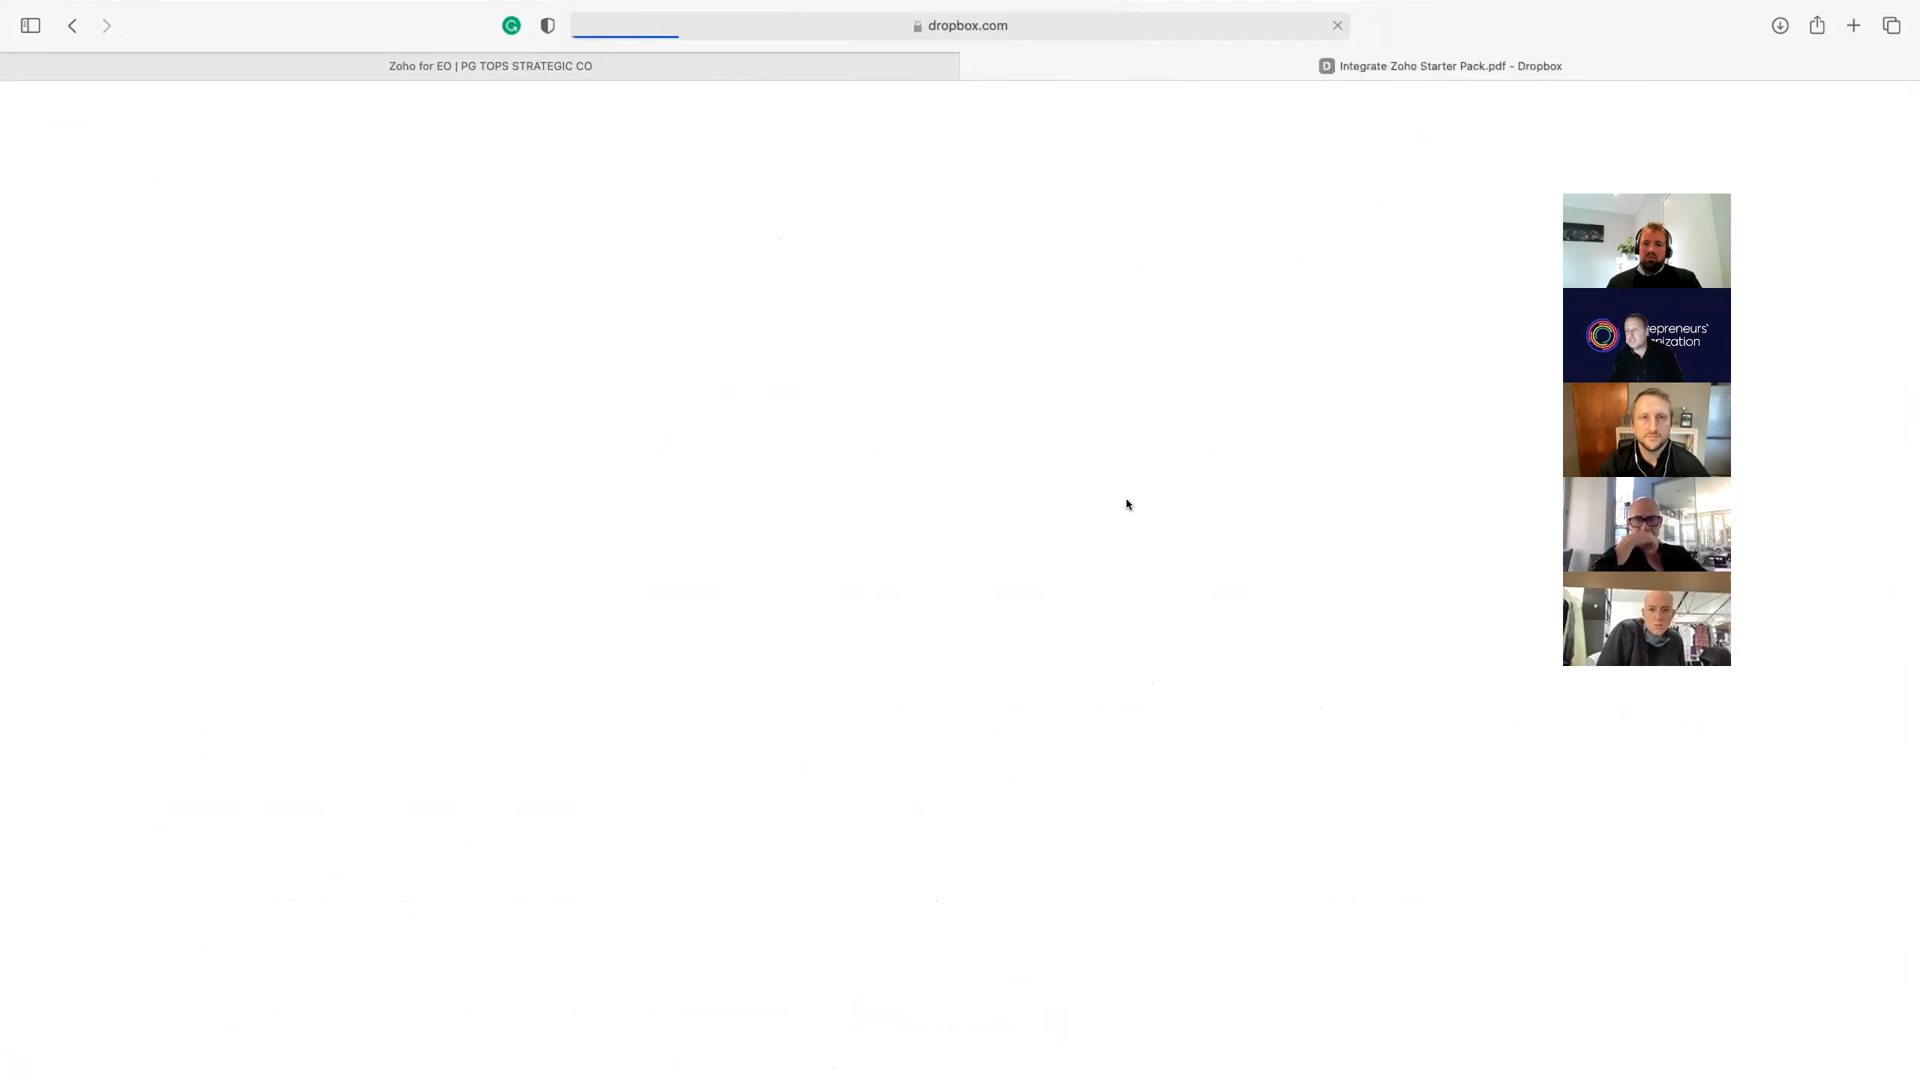 dropbox.com
Zoho for EO | PG TOPS STRATEGIC CO
D Integrate Zoho Starter Pack.pdf - Dropbox
epreneurs'
nization